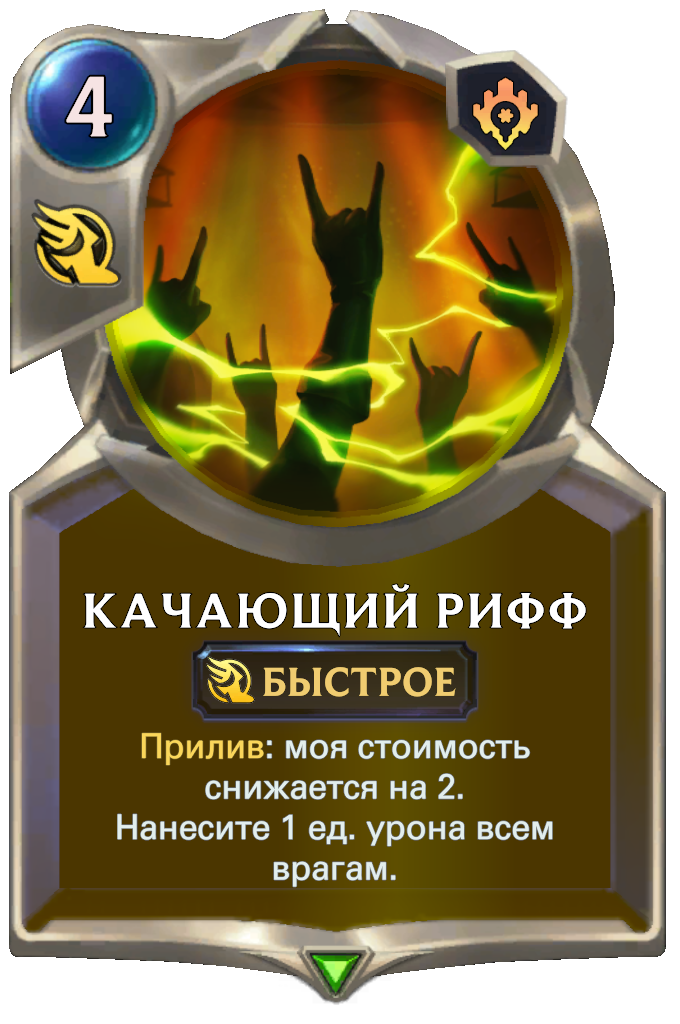 4
КАЧАЮЩИЙ РИФФ
БЫСТРОЕ
Прилив: моя стоимость
снижается на 2.
Нанесите 1 ед. урона всем
врагам.